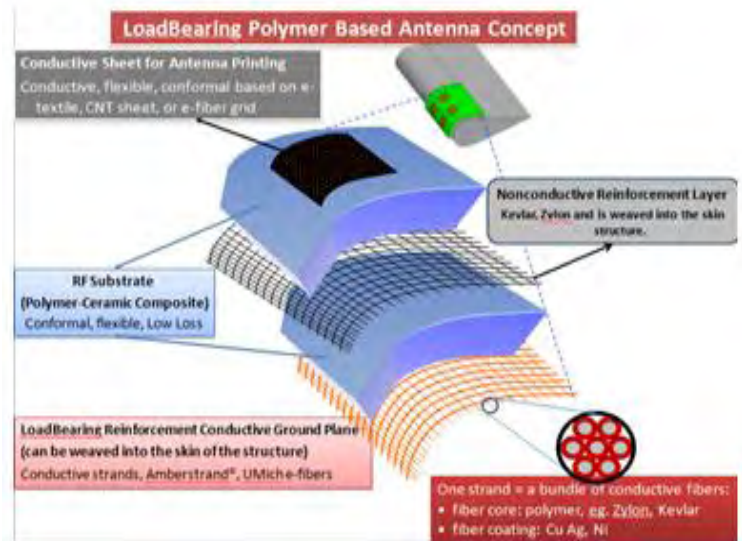 LoadBearing Polymer Based Antenna Concept
Conductive Sheet for Antenna Printing
Conductive, flexible, conformal based on e-
textile, CNT sheet, or e-fiber grid
Nonconductive Reinforcement Layer
Kevlar, Zylon and is weaved into the skin
structure.
RF Substrate
(Polymer-Ceramic Composite)
Conformal, flexible, Low Loss
LoadBearing Reinforcement Conductive Ground Plane
(can be weaved into the skin of the structure)
Conductive strands, Amberstrand®, UMich e-fibers
One strand = a bundle of conductive fibers:
• fiber core: polymer, eg. Zylon, Kevlar
• fiber coating: Cu Ag, Ni